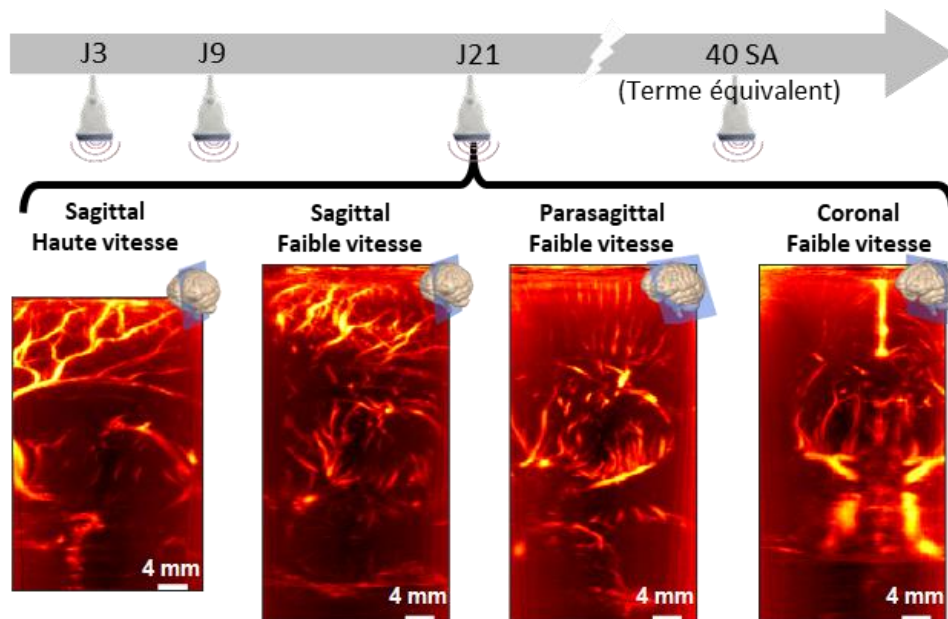 J3
J9
J21
40 SA
(Terme équivalent)
Sagittal
Haute vitesse
Sagittal
Faible vitesse
Parasagittal
Faible vitesse
Coronal
Faible vitesse
4 mm
4 mm
4 mm
4 mm